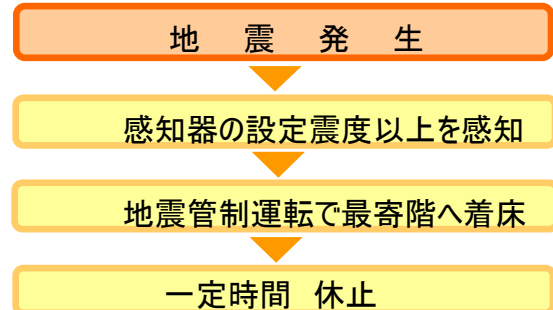 地 震 発 生
感知器の設定震度以上を感知
地震管制運転で最寄階へ着床
一定時間 休止